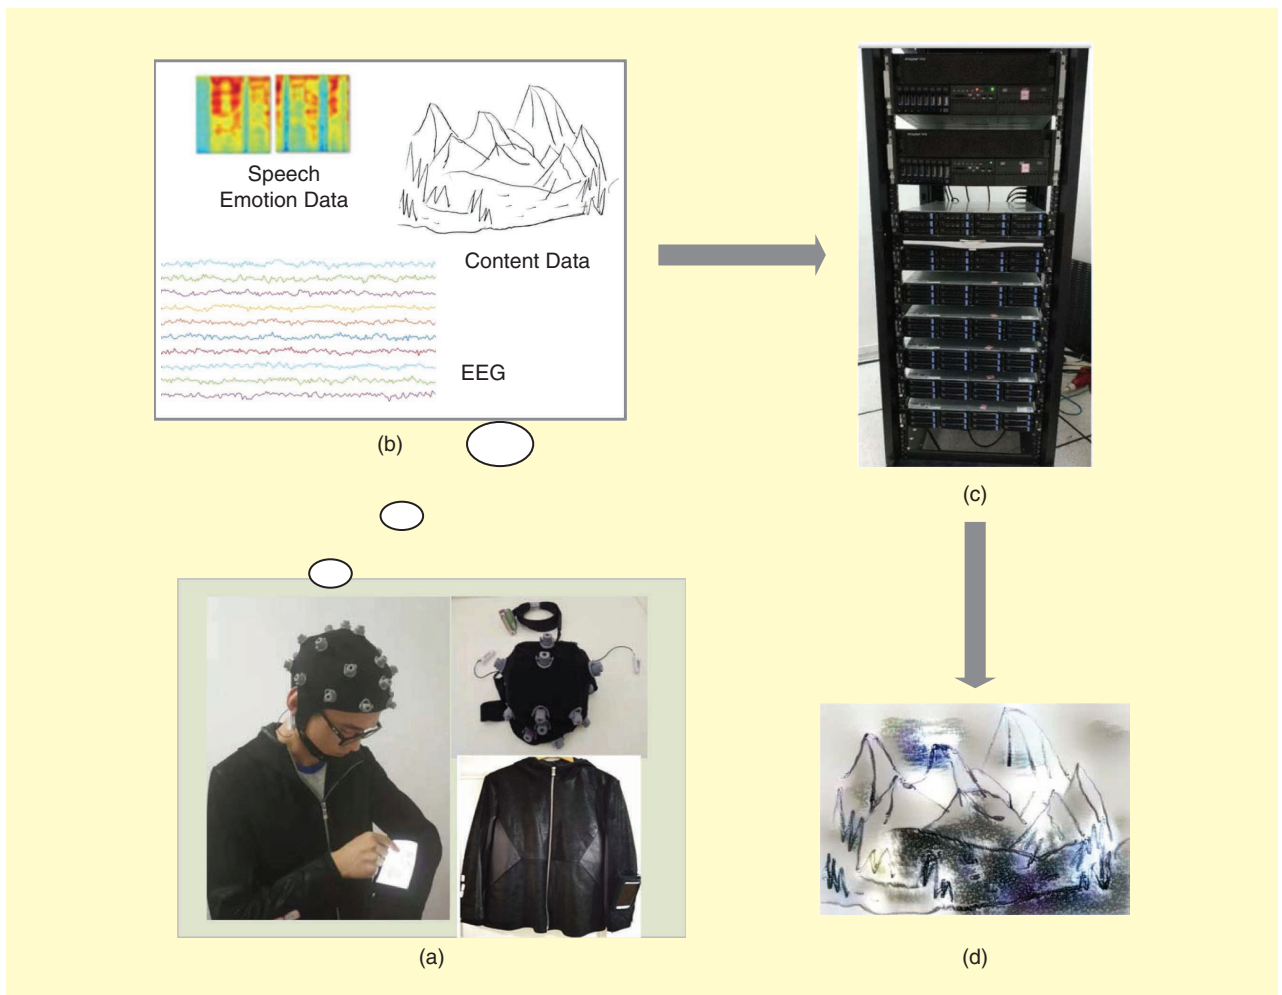 Speech
Emotion Data
Content Data
EEG
(b)
(c)
(a)
(d)